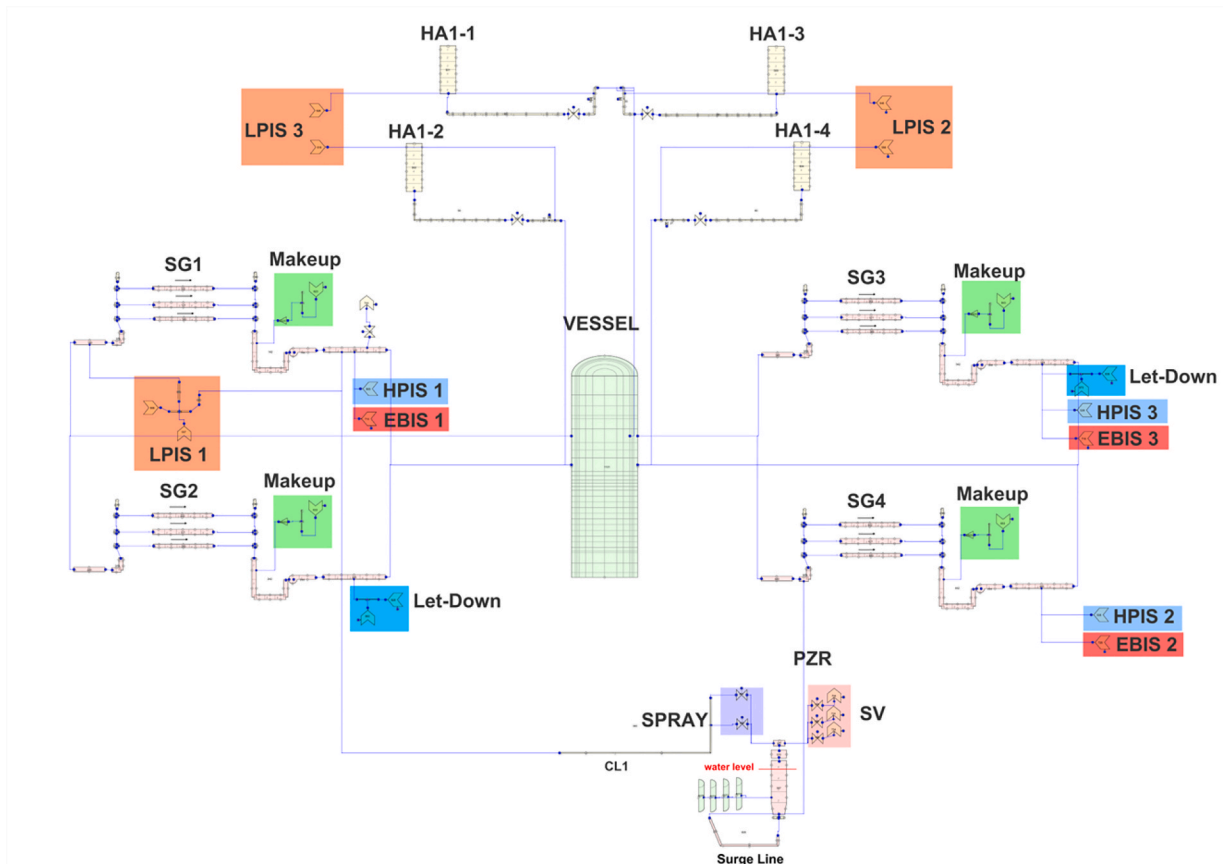 HA1-1
HA1-3
LPIS 3
HA1-2
HA1-4
LPIS 2
SG1
Makeup
VESSEL
SG3
Makeup
HPIS 1
EBIS 1
LPIS 1
Let-Down
HPIS 3
EBIS 3
SG2
Makeup
SG4
Makeup
Let-Down
HPIS 2
EBIS 2
PZR
SPRAY
SV
CL1
water level
Surge Line